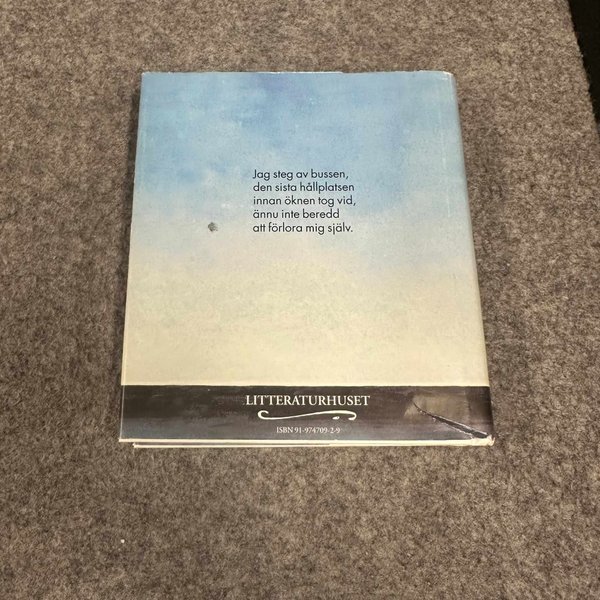 Jag steg av bussen,
den sista hållplatsen
innan öknen tog vid,
ännu inte beredd
att förlora mig själv.
LITTERATURHUSET
ISBN 91-974709-2-9